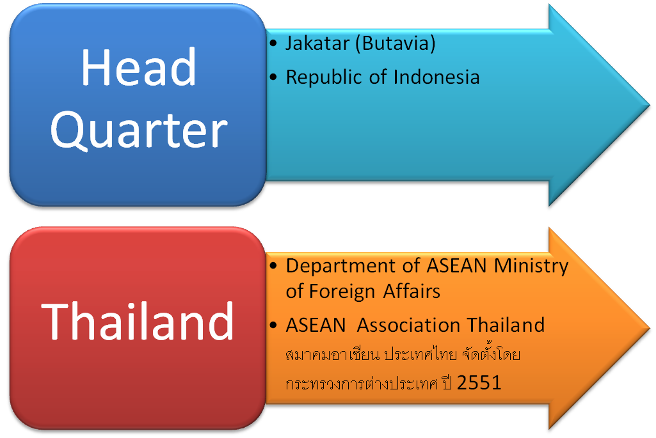 Head
Quarter
• Jakatar (Butavia)
• Republic of Indonesia
Thailand
• Department of ASEAN Ministry
of Foreign Affairs
• ASEAN Association Thailand
สมาคมอาเซียน ประเทศไทย จัดตั้งโดย
กระทรวงการต่างประเทศ ปี 2551